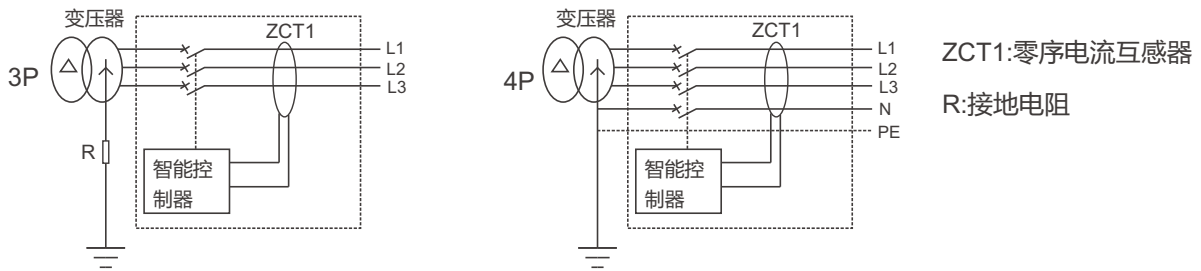 变压器
ZCT1
3P
L1
L2
L3
R
智能控
制器
变压器
ZCT1
4P
L1
L2
L3
N
PE
智能控
制器
ZCT1:零序电流互感器
R:接地电阻